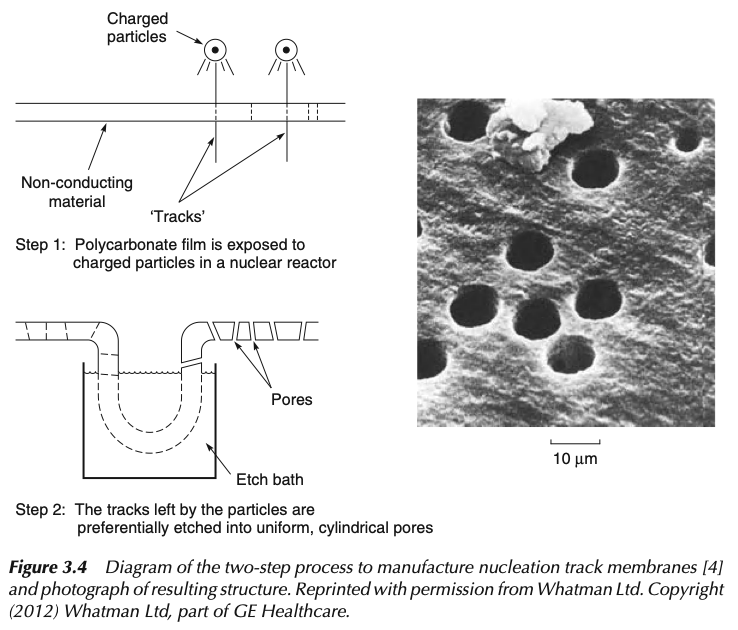 Charged
particles
Non-conducting
material
‘Tracks’
Step 1: Polycarbonate film is exposed to
charged particles in a nuclear reactor
Pores
Etch bath
Step 2: The tracks left by the particles are
preferentially etched into uniform, cylindrical pores
10 μm
Figure 3.4 Diagram of the two-step process to manufacture nucleation track membranes [4]
and photograph of resulting structure. Reprinted with permission from Whatman Ltd. Copyright
(2012) Whatman Ltd, part of GE Healthcare.